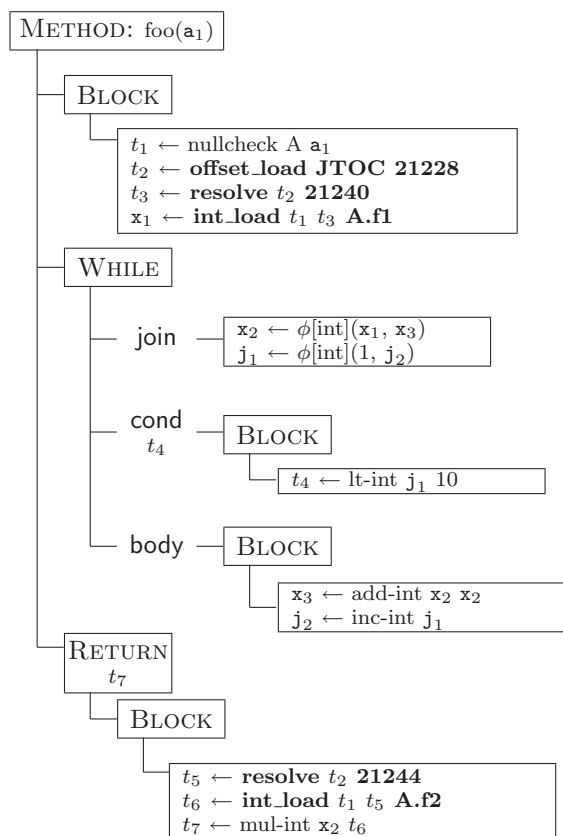 METHOD: foo(a₁)
BLOCK
t₁ ← nullcheck A a₁
t₂ ← offset_load JTOC 21228
t₃ ← resolve t₂ 21240
x₁ ← int_load t₁ t₃ A.f1
WHILE
join
x₂ ← ϕ[int](x₁, x₃)
j₁ ← ϕ[int](1, j₂)
cond
t₄
BLOCK
t₄ ← lt-int j₁ 10
body
BLOCK
x₃ ← add-int x₂ x₂
j₂ ← inc-int j₁
RETURN
t₇
BLOCK
t₅ ← resolve t₂ 21244
t₆ ← int_load t₁ t₅ A.f2
t₇ ← mul-int x₂ t₆